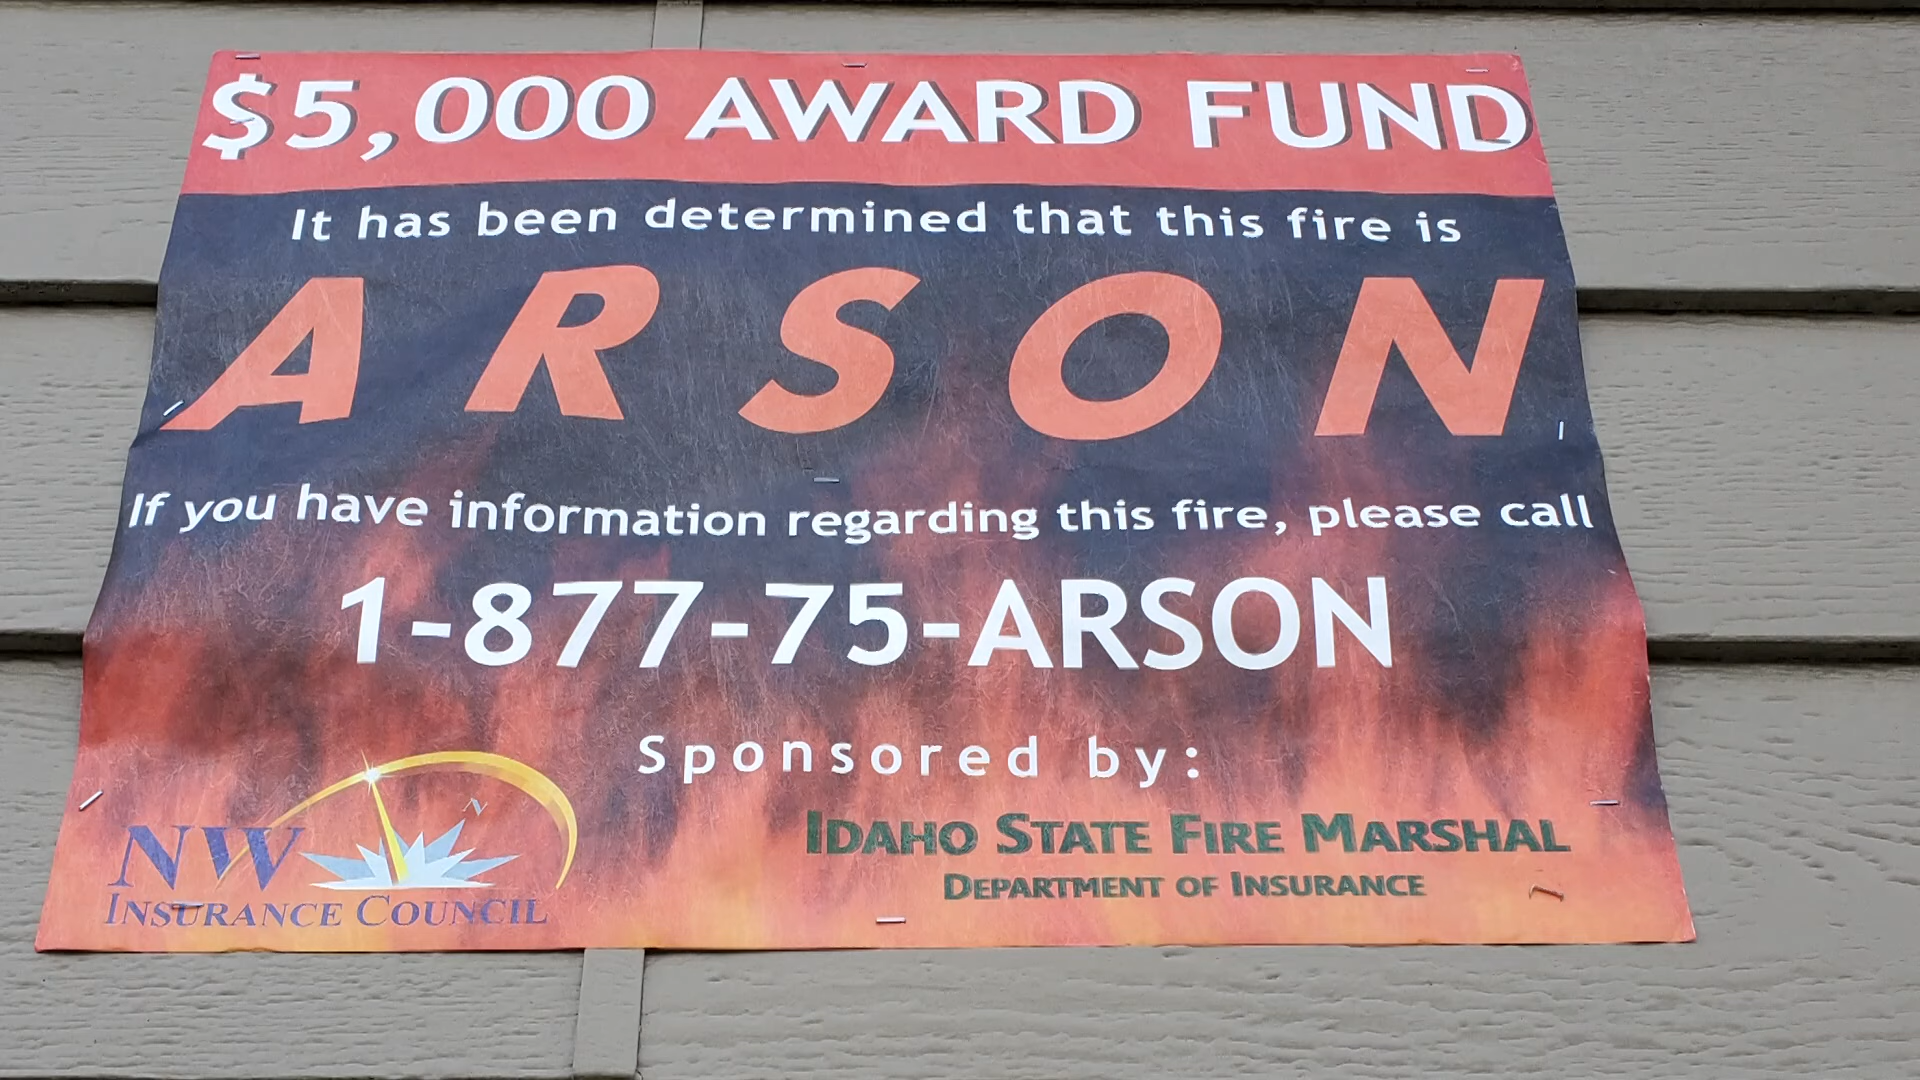 $5,000 AWARD FUND
It has been determined that this fire is
ARSON
If you have information regarding this fire, please call
1-877-75-ARSON
Sponsored by:
N
NW
INSURANCE COUNCIL
IDAHO STATE FIRE MARSHAL
DEPARTMENT OF INSURANCE